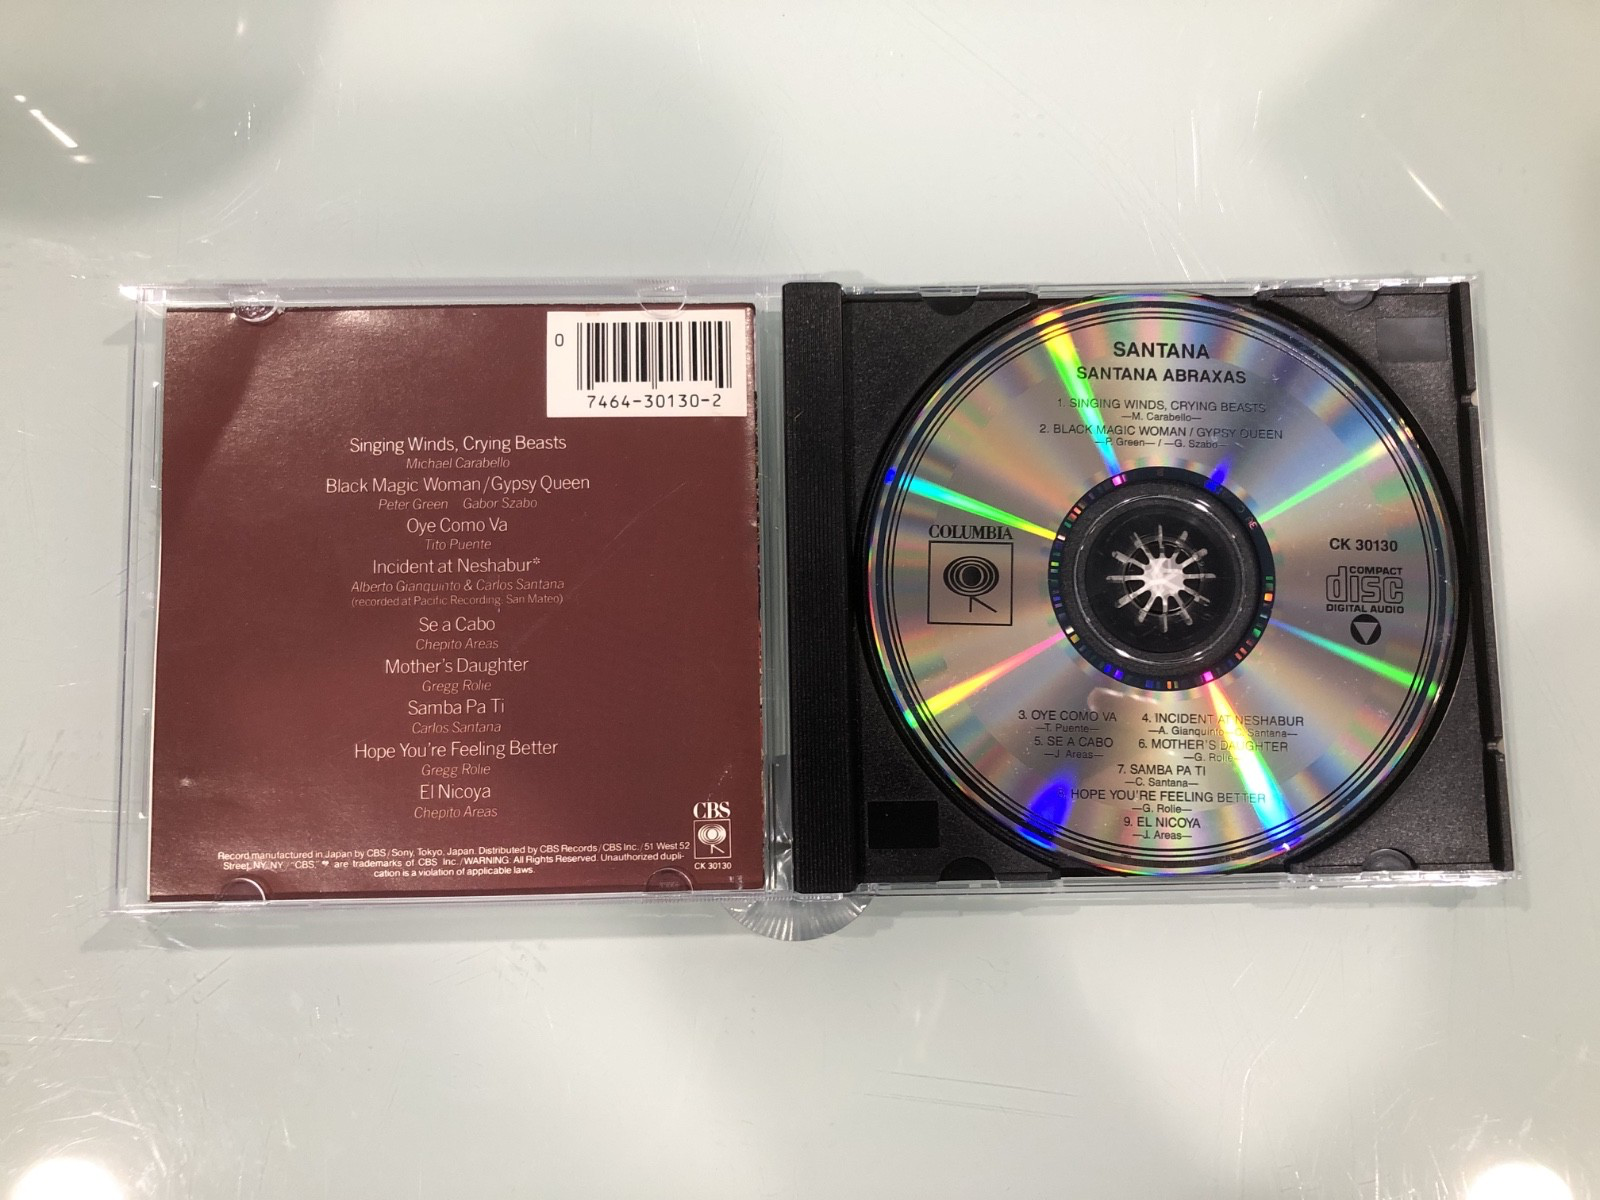 0
7464-30130-2
Singing Winds, Crying Beasts
Michael Carabello
Black Magic Woman/Gypsy Queen
Peter Green Gabor Szabo
Oye Como Va
Tito Puente
Incident at Neshabur*
Alberto Gianquinto & Carlos Santana
(recorded at Pacific Recording, San Mateo)
Se a Cabo
Chepito Areas
Mother's Daughter
Gregg Rolie
Samba Pa Ti
Carlos Santana
Hope You're Feeling Better
Gregg Rolie
El Nicoya
Chepito Areas
CBS
CK 30130
Record manufactured in Japan by CBS/Sony, Tokyo, Japan. Distributed by CBS Records/CBS Inc./51 West 52
Street, NY, NY/"CBS," are trademarks of CBS Inc./WARNING: All Rights Reserved. Unauthorized dupli-
cation is a violation of applicable laws.
SANTANA
SANTANA ABRAXAS
1. SINGING WINDS, CRYING BEASTS
—M. Carabello—
2. BLACK MAGIC WOMAN / GYPSY QUEEN
—P. Green— / —G. Szabo—
COLUMBIA
CK 30130
COMPACT
disc
DIGITAL AUDIO
3. OYE COMO VA 4. INCIDENT AT NESHABUR
—T. Puente— —A. Gianquinto—C. Santana—
5. SE A CABO 6. MOTHER'S DAUGHTER
—J. Areas— —G. Rolie—
7. SAMBA PA TI
—C. Santana—
8. HOPE YOU'RE FEELING BETTER
—G. Rolie—
9. EL NICOYA
—J. Areas—